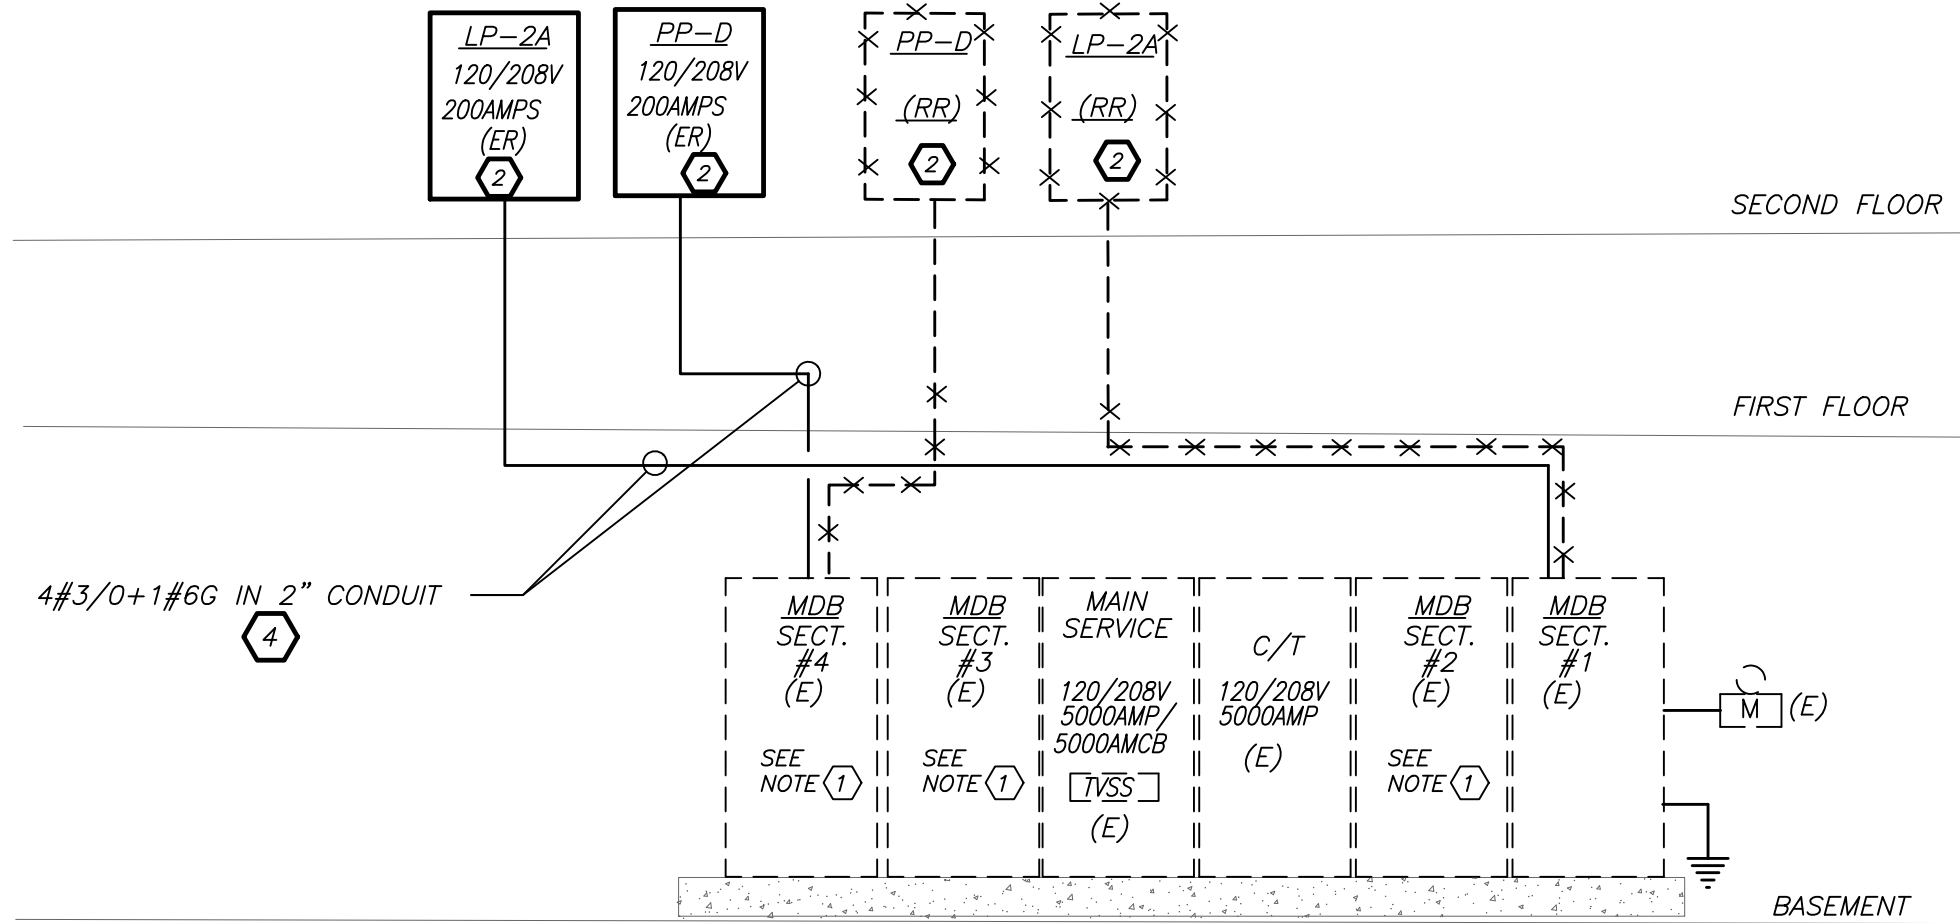 LP-2A
120/208V
200AMPS
(ER)
2
PP-D
120/208V
200AMPS
(ER)
2
PP-D
(RR)
2
LP-2A
(RR)
2
SECOND FLOOR
FIRST FLOOR
4#3/0+1#6G IN 2" CONDUIT
4
MDB
SECT.
#4
(E)
SEE
NOTE 1
MDB
SECT.
#3
(E)
SEE
NOTE 1
MAIN
SERVICE
120/208V
5000AMP/
5000AMCB
TVSS
(E)
C/T
120/208V
5000AMP
(E)
MDB
SECT.
#2
(E)
SEE
NOTE 1
MDB
SECT.
#1
(E)
M (E)
BASEMENT